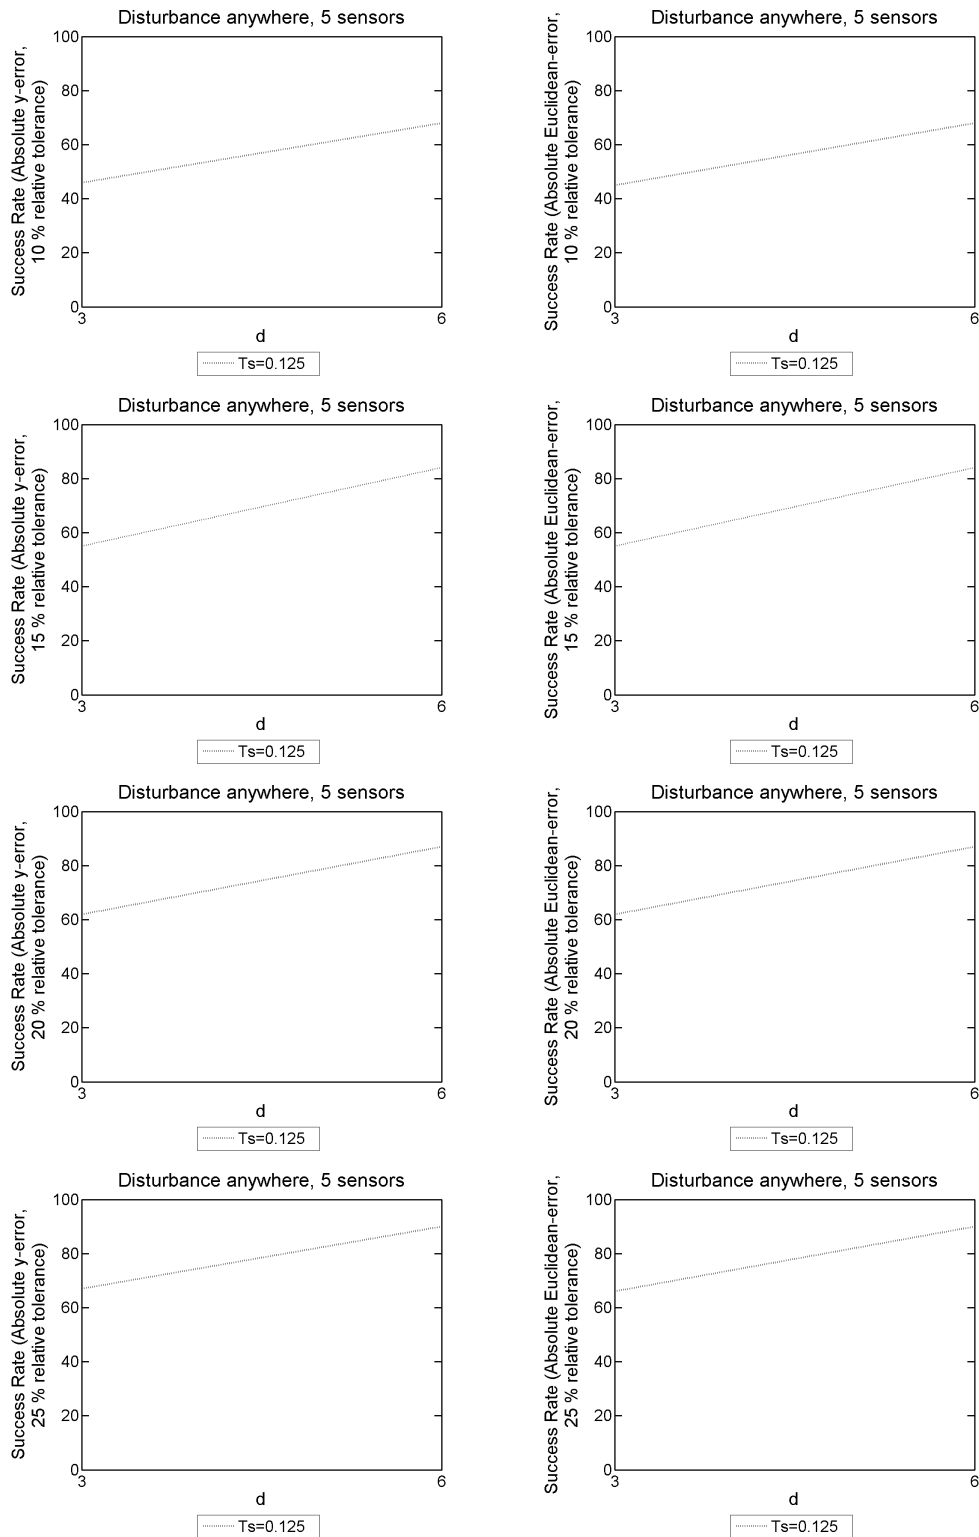 Disturbance anywhere, 5 sensors
Success Rate (Absolute y-error,
10 % relative tolerance)
100
80
60
40
20
0
3
6
d
Ts=0.125
Disturbance anywhere, 5 sensors
Success Rate (Absolute Euclidean-error,
10 % relative tolerance)
100
80
60
40
20
0
3
6
d
Ts=0.125
Disturbance anywhere, 5 sensors
Success Rate (Absolute y-error,
15 % relative tolerance)
100
80
60
40
20
0
3
6
d
Ts=0.125
Disturbance anywhere, 5 sensors
Success Rate (Absolute Euclidean-error,
15 % relative tolerance)
100
80
60
40
20
0
3
6
d
Ts=0.125
Disturbance anywhere, 5 sensors
Success Rate (Absolute y-error,
20 % relative tolerance)
100
80
60
40
20
0
3
6
d
Ts=0.125
Disturbance anywhere, 5 sensors
Success Rate (Absolute Euclidean-error,
20 % relative tolerance)
100
80
60
40
20
0
3
6
d
Ts=0.125
Disturbance anywhere, 5 sensors
Success Rate (Absolute y-error,
25 % relative tolerance)
100
80
60
40
20
0
3
6
d
Ts=0.125
Disturbance anywhere, 5 sensors
Success Rate (Absolute Euclidean-error,
25 % relative tolerance)
100
80
60
40
20
0
3
6
d
Ts=0.125